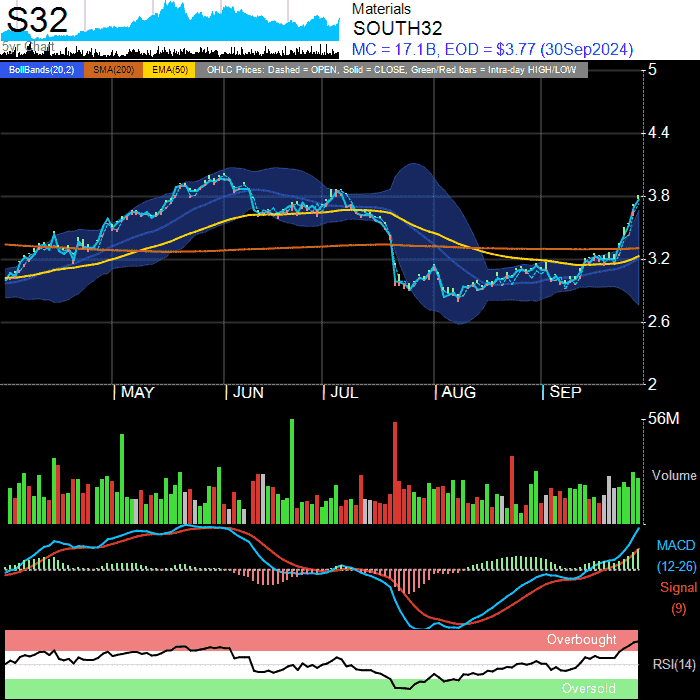 S32
5yr Chart
Materials
SOUTH32
MC = 17.1B, EOD = $3.77 (30Sep2024)
BollBands(20,2) SMA(200) EMA(50) OHLC Prices: Dashed = OPEN, Solid = CLOSE, Green/Red bars = Intra-day HIGH/LOW
5
4.4
3.8
3.2
2.6
2
MAY JUN JUL AUG SEP
56M
Volume
MACD
(12-26)
Signal
(9)
Overbought
RSI(14)
Oversold